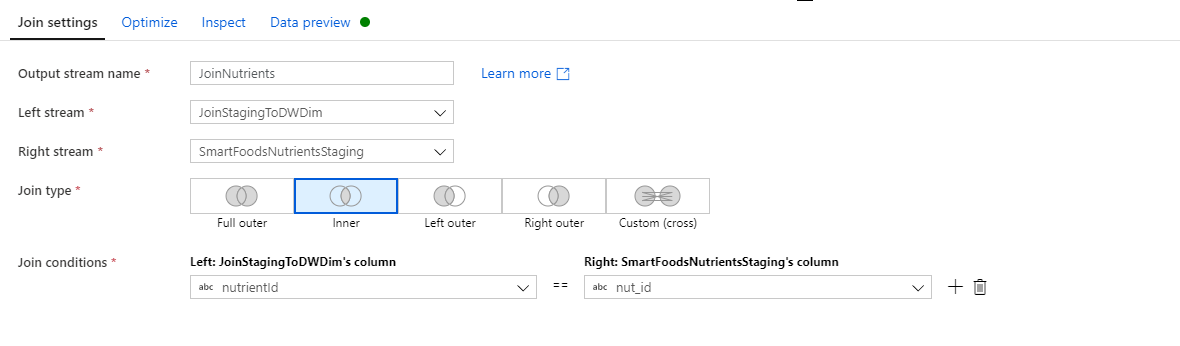 Join settings Optimize Inspect Data preview
Output stream name * JoinNutrients Learn more
Left stream * JoinStagingToDWDim
Right stream * SmartFoodsNutrientsStaging
Join type *
Full outer Inner Left outer Right outer Custom (cross)
Join conditions * Left: JoinStagingToDWDim's column Right: SmartFoodsNutrientsStaging's column
abc nutrientId == abc nut_id